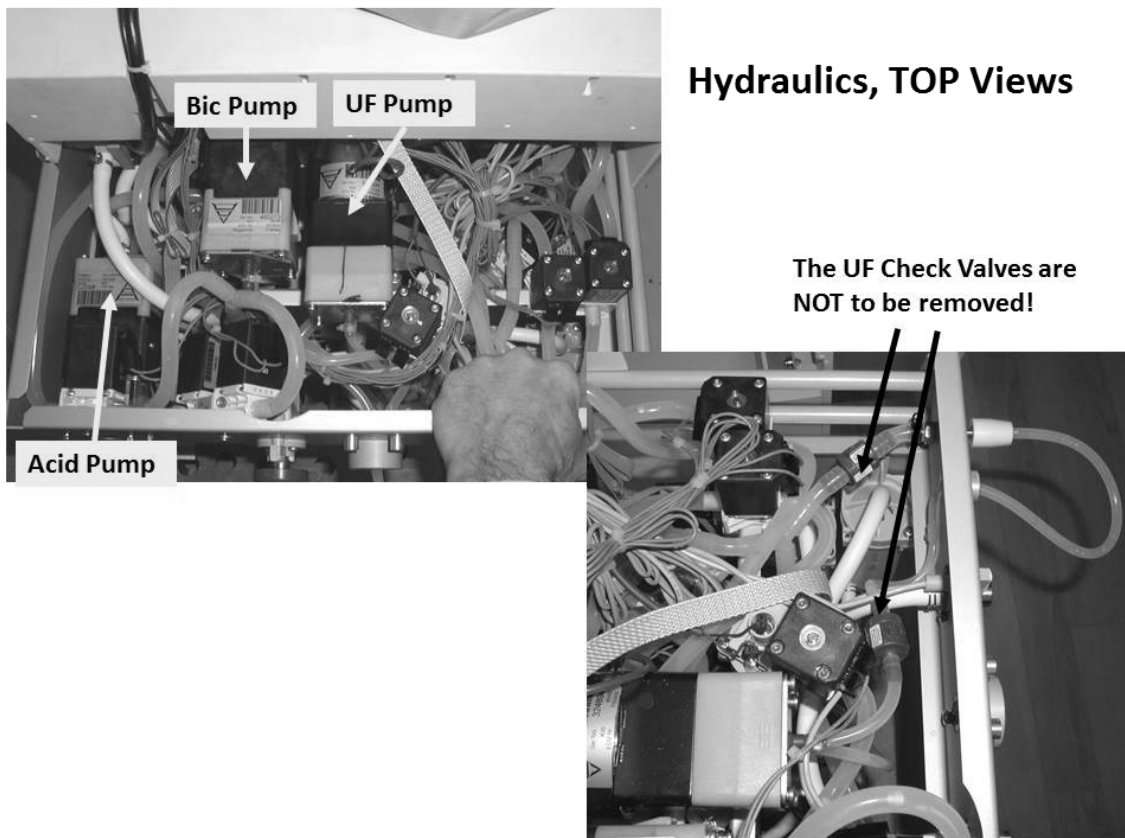 Hydraulics, TOP Views
Bic Pump
UF Pump
Acid Pump
The UF Check Valves are
NOT to be removed!